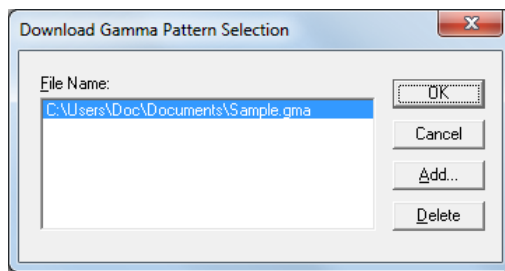 Download Gamma Pattern Selection
File Name:
C:\Users\Doc\Documents\Sample.gma
OK
Cancel
Add...
Delete